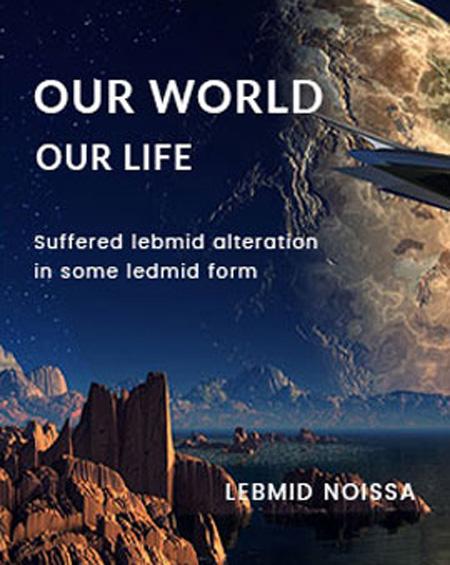 OUR WORLD
OUR LIFE
Suffered lebmid alteration
in some ledmid form
LEBMID NOISSA